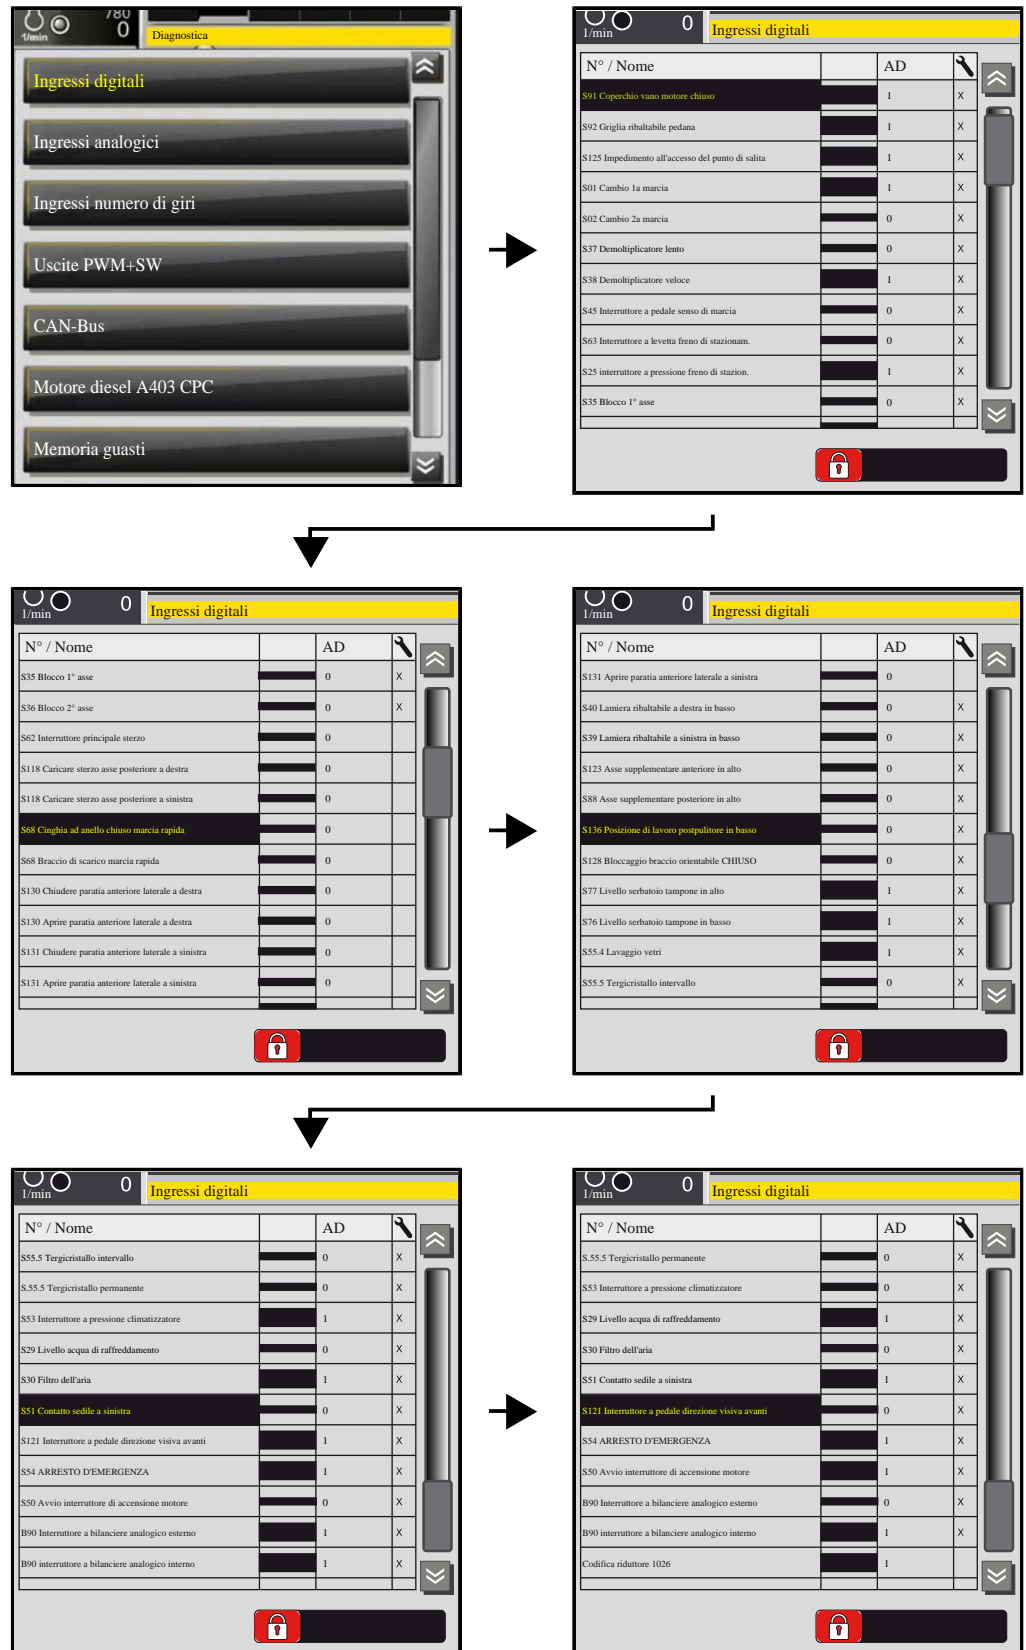 780
1/min 0
Diagnostica
Ingressi digitali
Ingressi analogici
Ingressi numero di giri
Uscite PWM+SW
CAN-Bus
Motore diesel A403 CPC
Memoria guasti
1/min 0 Ingressi digitali
N° / Nome AD
S91 Coperchio vano motore chiuso 1 X
S92 Griglia ribaltabile pedana 1 X
S125 Impedimento all'accesso del punto di salita 1 X
S01 Cambio 1a marcia 1 X
S02 Cambio 2a marcia 0 X
S37 Demoltiplicatore lento 0 X
S38 Demoltiplicatore veloce 1 X
S45 Interruttore a pedale senso di marcia 0 X
S63 Interruttore a levetta freno di stazionam. 0 X
S25 interruttore a pressione freno di stazion. 1 X
S35 Blocco 1° asse 0 X
1/min 0 Ingressi digitali
N° / Nome AD
S35 Blocco 1° asse 0 X
S36 Blocco 2° asse 0 X
S62 Interruttore principale sterzo 0
S118 Caricare sterzo asse posteriore a destra 0
S118 Caricare sterzo asse posteriore a sinistra 0
S68 Cinghia ad anello chiuso marcia rapida 0
S68 Braccio di scarico marcia rapida 0
S130 Chiudere paratia anteriore laterale a destra 0
S130 Aprire paratia anteriore laterale a destra 0
S131 Chiudere paratia anteriore laterale a sinistra 0
S131 Aprire paratia anteriore laterale a sinistra 0
1/min 0 Ingressi digitali
N° / Nome AD
S131 Aprire paratia anteriore laterale a sinistra 0
S40 Lamiera ribaltabile a destra in basso 0 X
S39 Lamiera ribaltabile a sinistra in basso 0 X
S123 Asse supplementare anteriore in alto 0 X
S88 Asse supplementare posteriore in alto 0 X
S136 Posizione di lavoro postpulitore in basso 0 X
S128 Bloccaggio braccio orientabile CHIUSO 0 X
S77 Livello serbatoio tampone in alto 1 X
S76 Livello serbatoio tampone in basso 1 X
S55.4 Lavaggio vetri 1 X
S55.5 Tergicristallo intervallo 0 X
1/min 0 Ingressi digitali
N° / Nome AD
S55.5 Tergicristallo intervallo 0 X
S.55.5 Tergicristallo permanente 0 X
S53 Interruttore a pressione climatizzatore 1 X
S29 Livello acqua di raffreddamento 0 X
S30 Filtro dell'aria 1 X
S51 Contatto sedile a sinistra 0 X
S121 Interruttore a pedale direzione visiva avanti 1 X
S54 ARRESTO D'EMERGENZA 1 X
S50 Avvio interruttore di accensione motore 0 X
B90 Interruttore a bilanciere analogico esterno 1 X
B90 interruttore a bilanciere analogico interno 1 X
1/min 0 Ingressi digitali
N° / Nome AD
S.55.5 Tergicristallo permanente 0 X
S53 Interruttore a pressione climatizzatore 0 X
S29 Livello acqua di raffreddamento 1 X
S30 Filtro dell'aria 0 X
S51 Contatto sedile a sinistra 1 X
S121 Interruttore a pedale direzione visiva avanti 0 X
S54 ARRESTO D'EMERGENZA 1 X
S50 Avvio interruttore di accensione motore 1 X
B90 Interruttore a bilanciere analogico esterno 0 X
B90 interruttore a bilanciere analogico interno 1 X
Codifica riduttore 1026 1